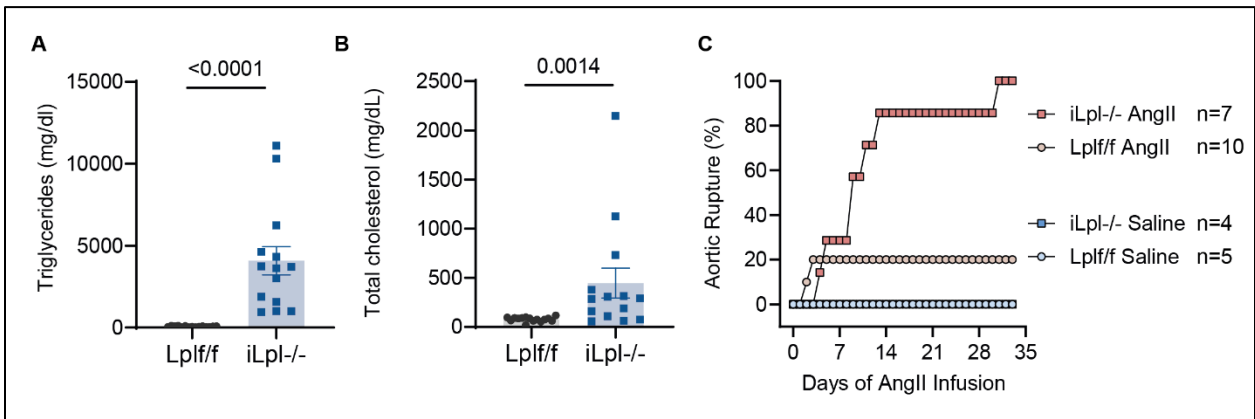 A
<0.0001
Triglycerides (mg/dl)
15000
10000
5000
0
Lplf/f
iLpl-/-
B
0.0014
Total cholesterol (mg/dL)
2500
2000
1500
1000
500
0
Lplf/f
iLpl-/-
C
Aortic Rupture (%)
100
80
60
40
20
0
0 7 14 21 28 35
Days of AngII Infusion
iLpl-/- AngII n=7
Lplf/f AngII n=10
iLpl-/- Saline n=4
Lplf/f Saline n=5